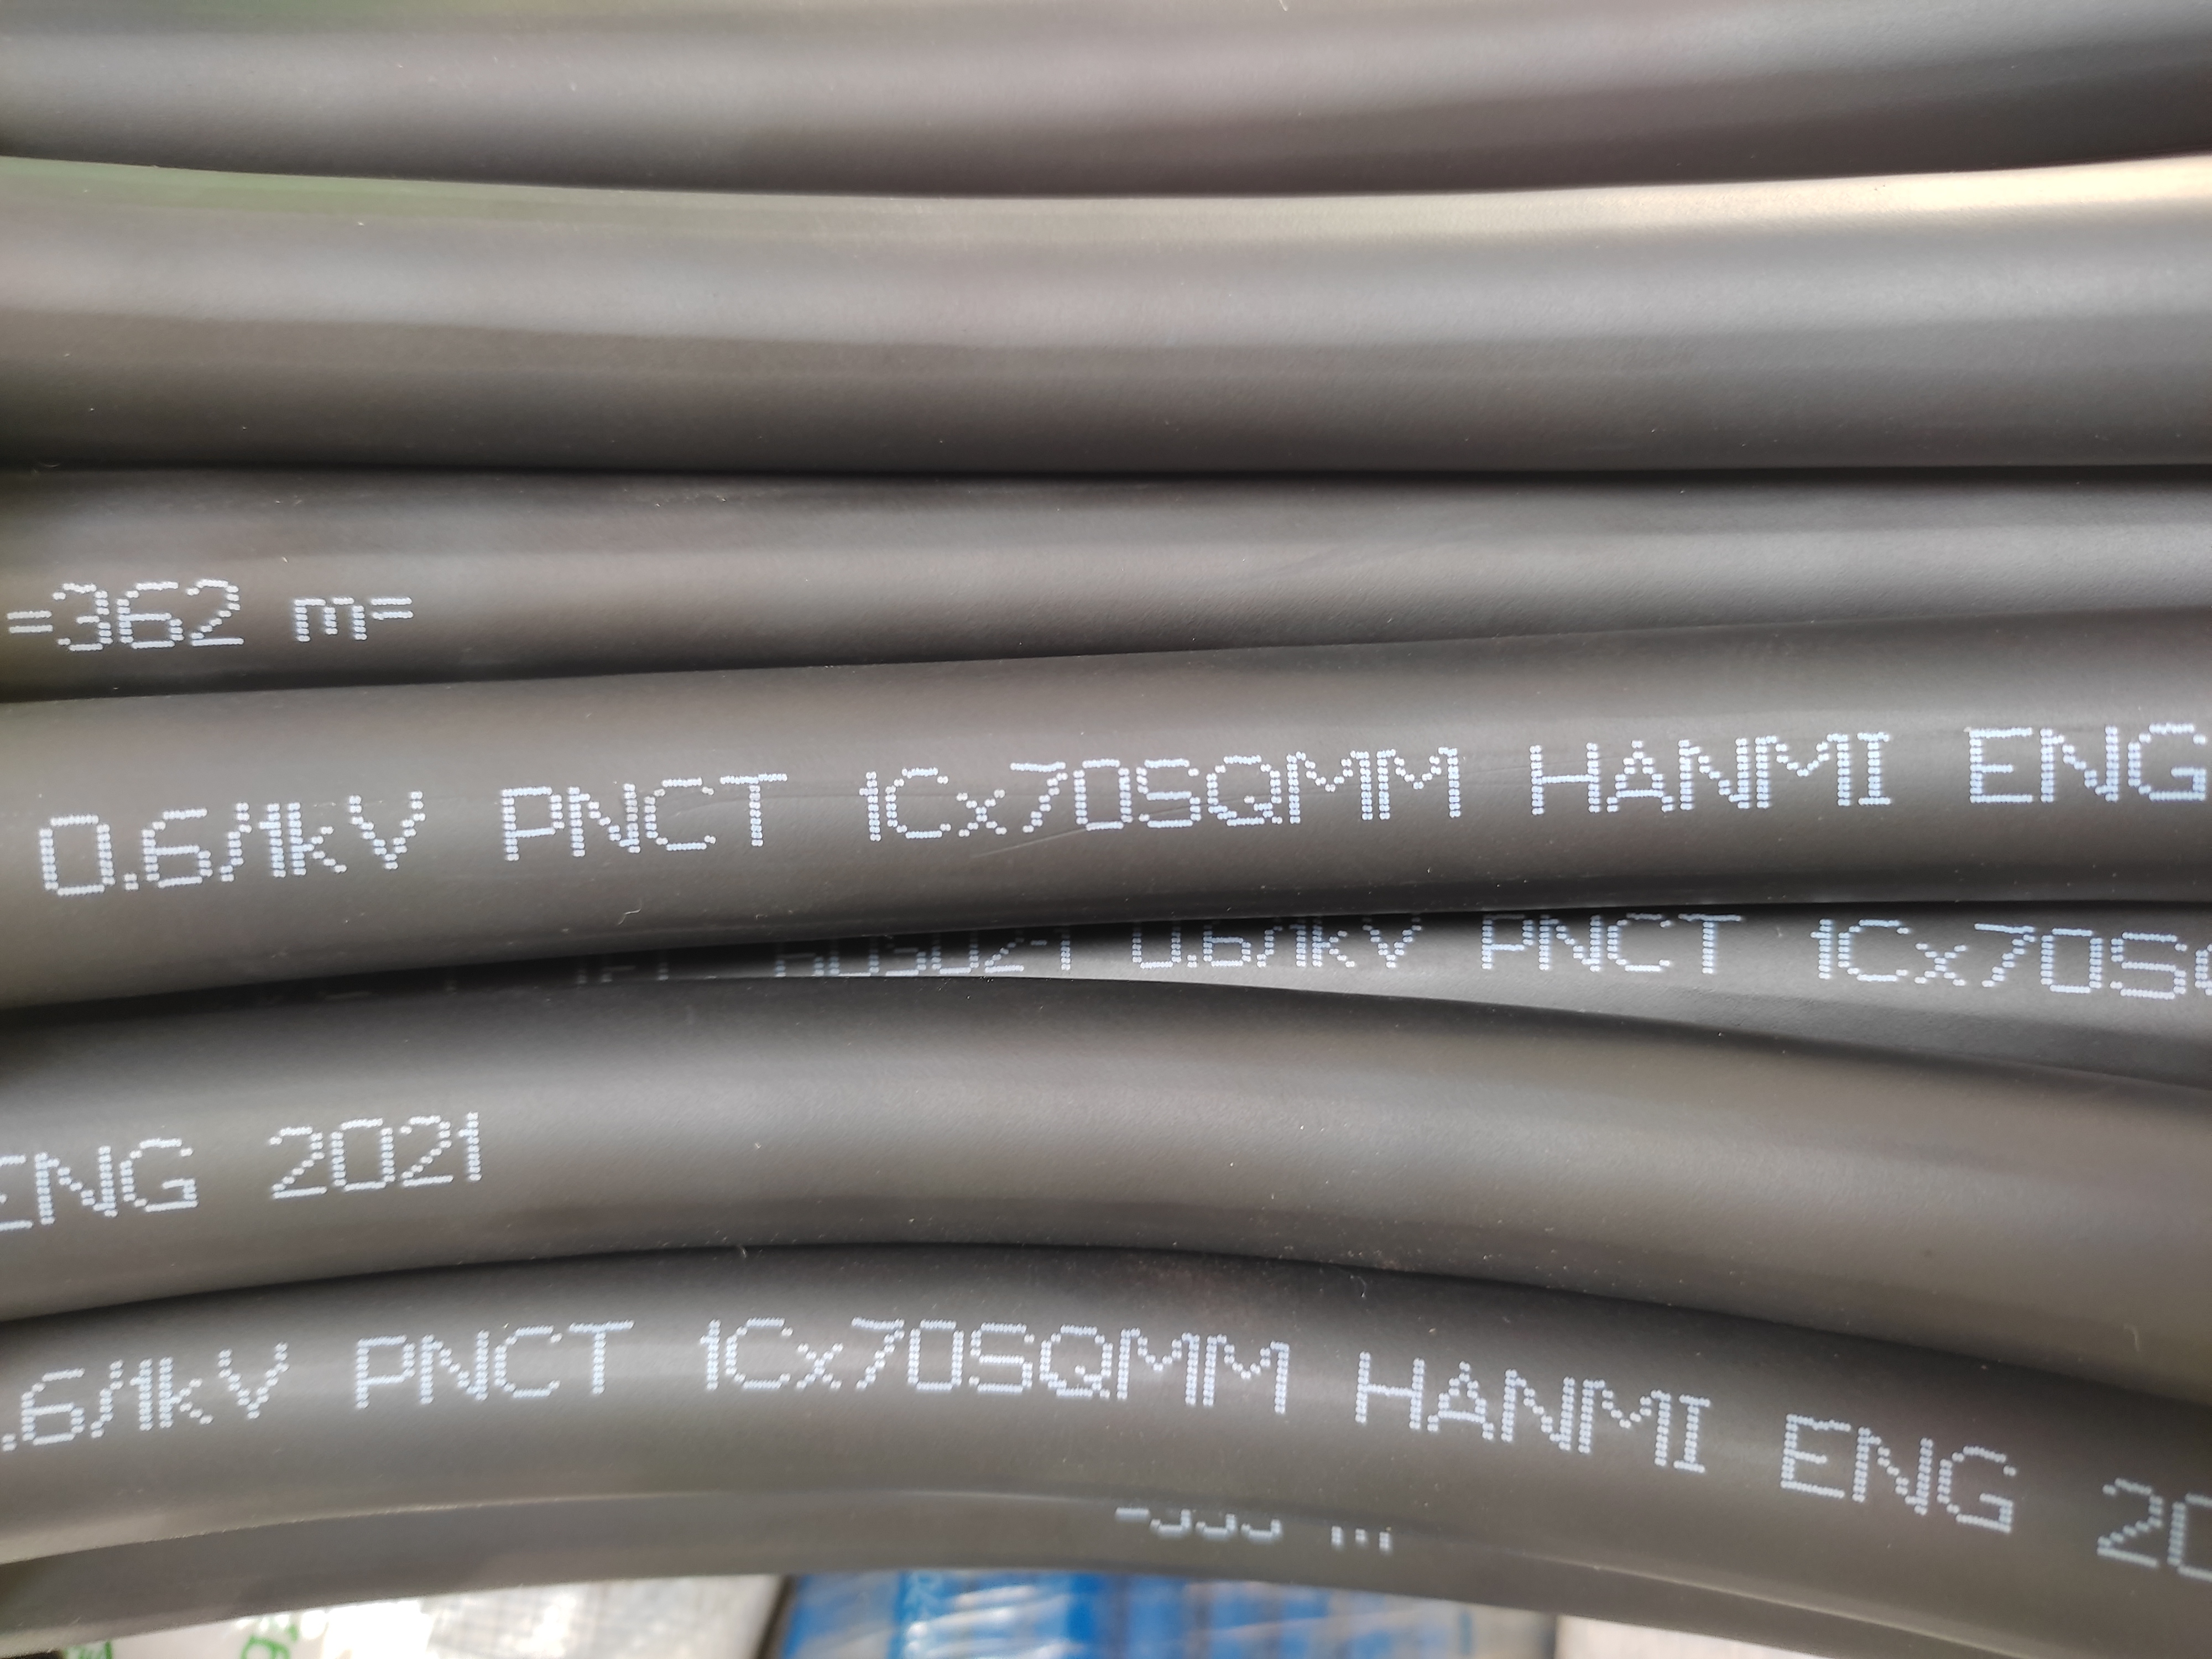 =362 m=
0.6/1kV PNCT 1Cx70SQMM HANMI ENG
0.6/1kV PNCT 1Cx70S
ENG 2021
.6/1kV PNCT 1Cx70SQMM HANMI ENG 20